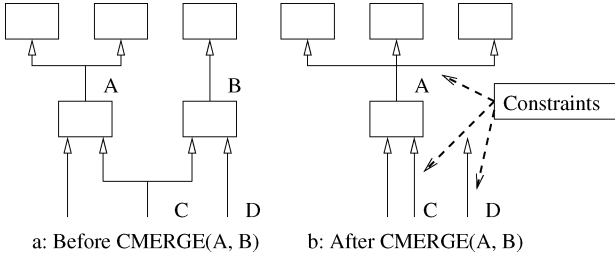 A
B
A
Constraints
C
D
C
D
a: Before CMERGE(A, B)
b: After CMERGE(A, B)